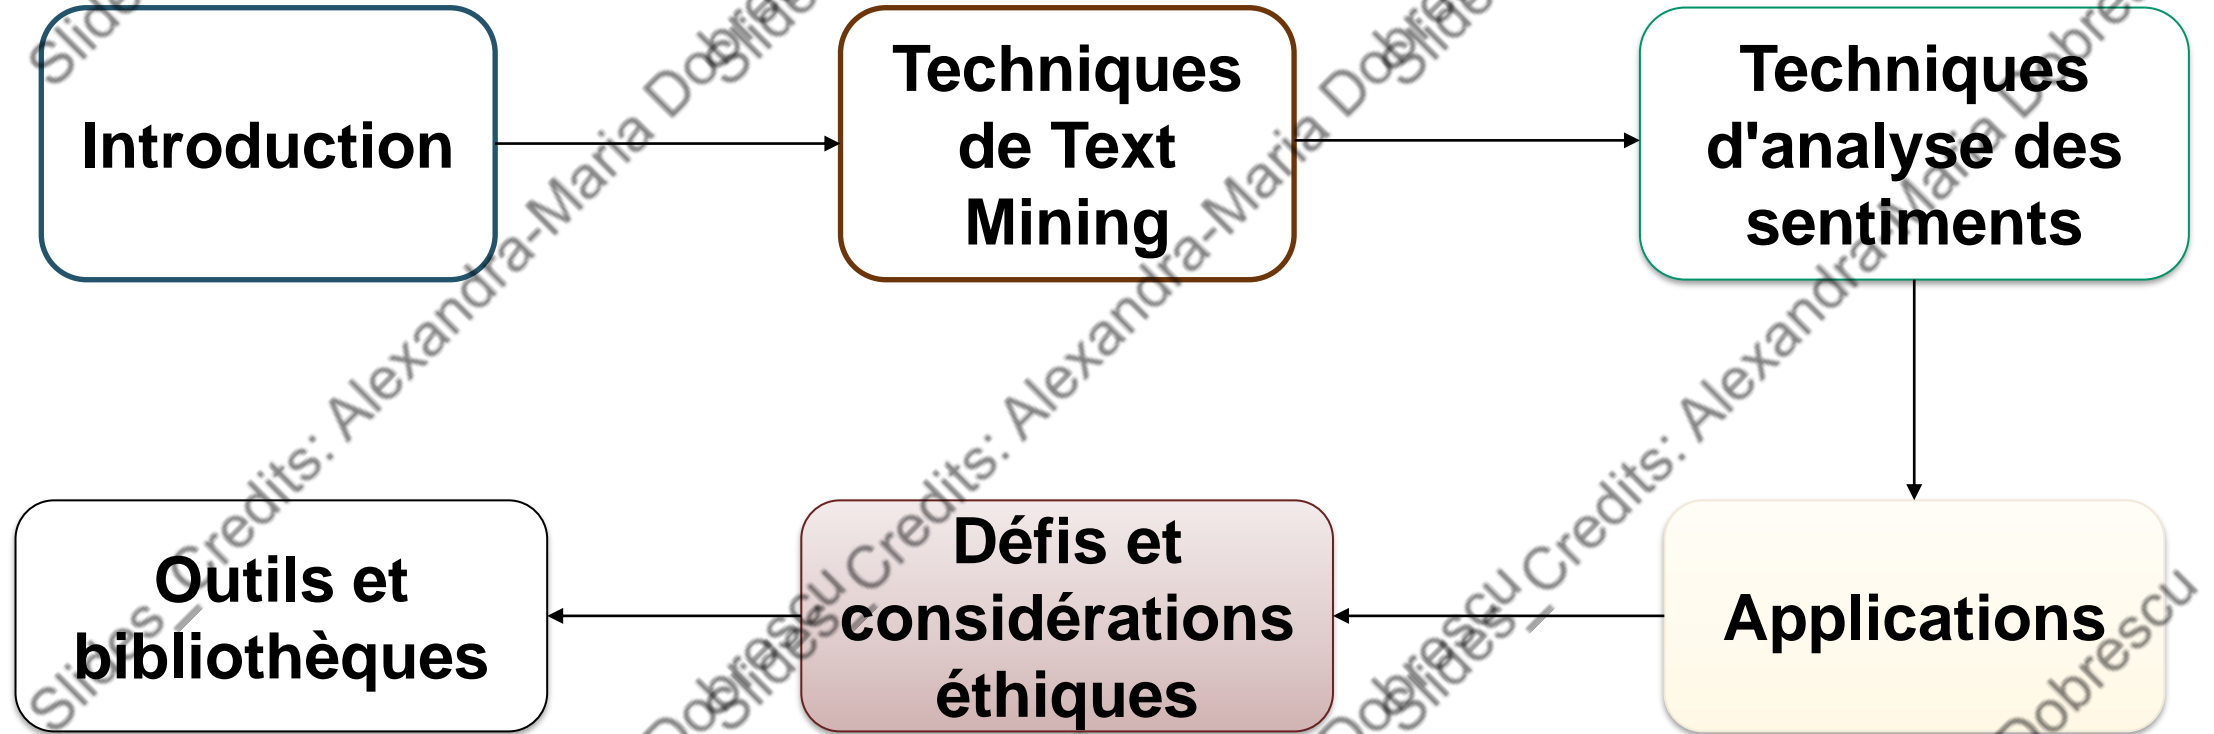 Introduction
Techniques
de Text
Mining
Techniques
d'analyse des
sentiments
Outils et
bibliothèques
Défis et
considérations
éthiques
Applications
Slides_Credits: Alexandra-Maria Dobrescu
Slides_Credits: Alexandra-Maria Dobrescu
Slides_Credits: Alexandra-Maria Dobrescu